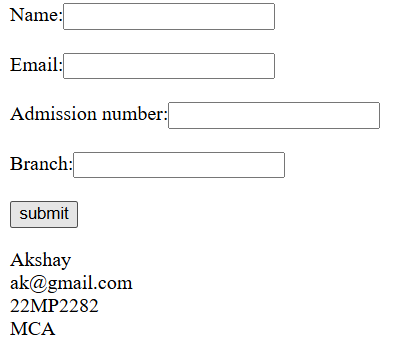 Name:
Email:
Admission number:
Branch:
submit
Akshay
ak@gmail.com
22MP2282
MCA